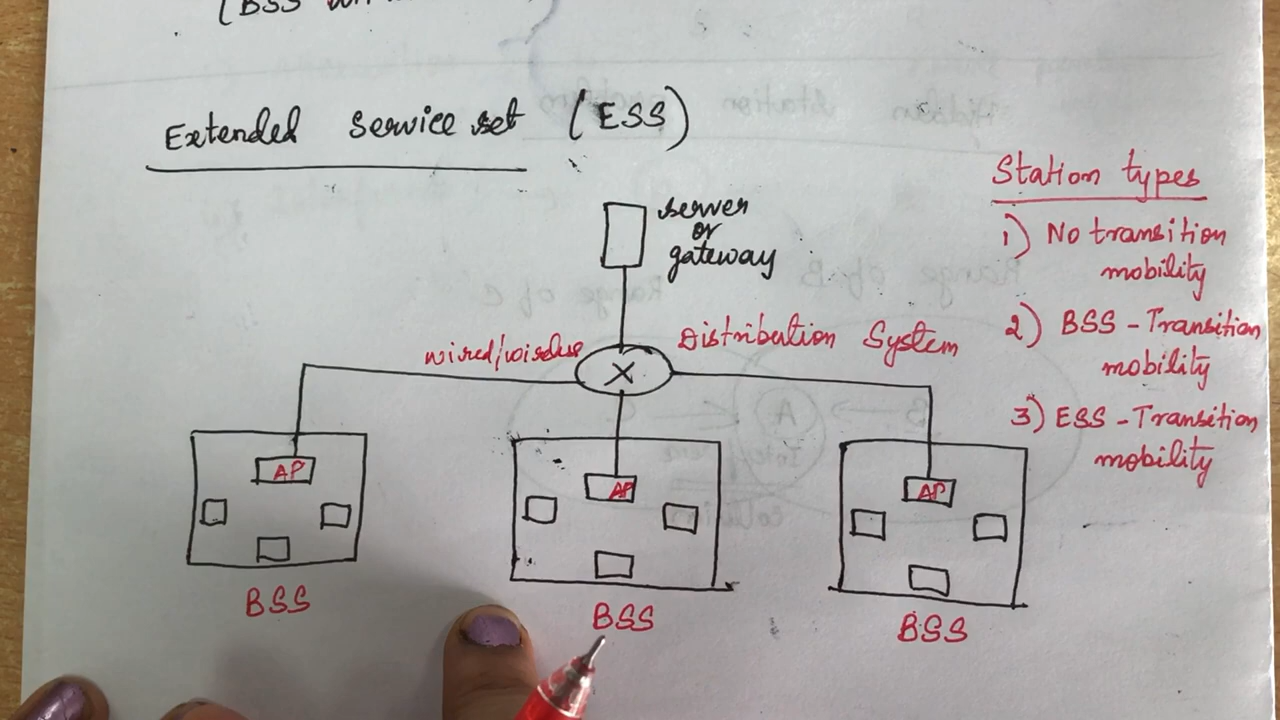 (BSS
Extended Service set (ESS)
server
or
gateway
Station types
1) No transition
mobility
2) BSS - Transition
mobility
3) ESS - Transition
mobility
wired/wireless
Distribution System
X
AP
AP
AP
BSS
BSS
BSS